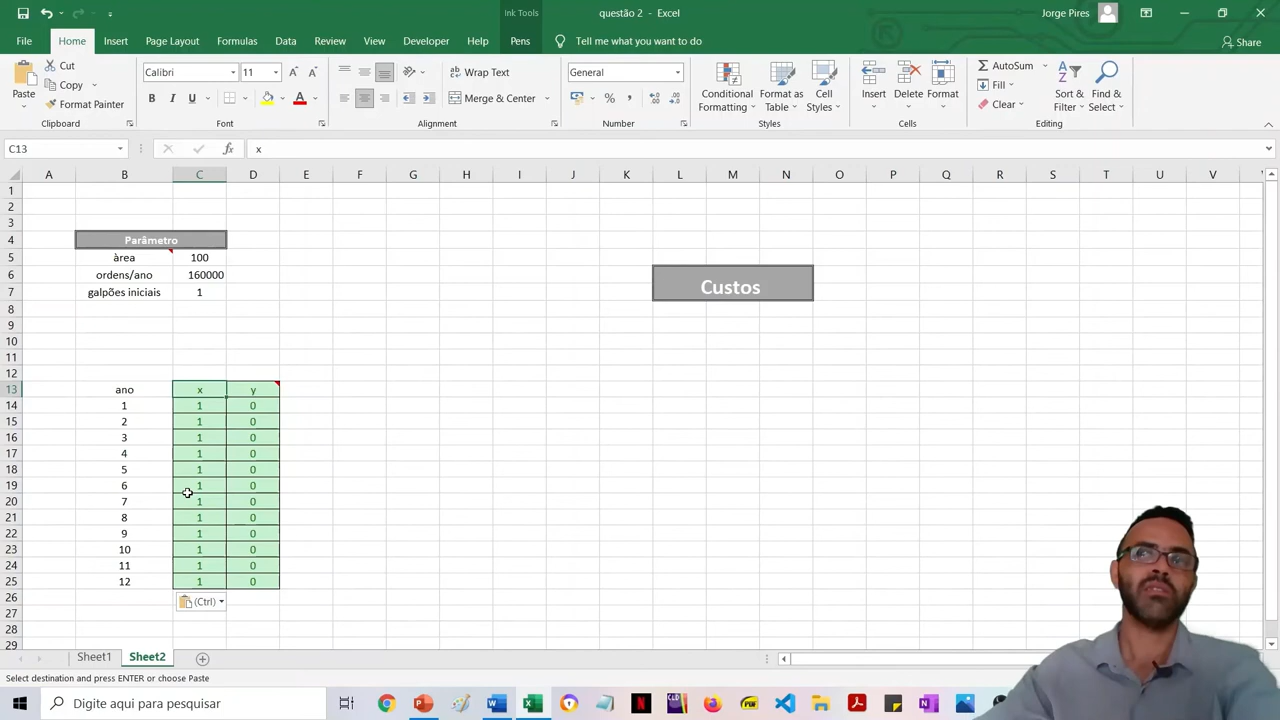 Ink Tools
questão 2 - Excel
Jorge Pires
File Home Insert Page Layout Formulas Data Review View Developer Help Pens Tell me what you want to do Share
Cut
Copy
Format Painter
Paste
Clipboard
Calibri 11
B I U
Font
Wrap Text
Merge & Center
Alignment
General
%
Number
Conditional Formatting
Format as Table
Cell Styles
Styles
Insert
Delete
Format
Cells
AutoSum
Fill
Clear
Sort & Filter
Find & Select
Editing
C13 fx x
A B C D E F G H I J K L M N O P Q R S T U V
1
2
3
4 Parâmetro
5 àrea 100
6 ordens/ano 160000
Custos
7 galpões iniciais 1
8
9
10
11
12
13 ano x y
14 1 1 0
15 2 1 0
16 3 1 0
17 4 1 0
18 5 1 0
19 6 1 0
20 7 1 0
21 8 1 0
22 9 1 0
23 10 1 0
24 11 1 0
25 12 1 0
26 (Ctrl)
27
28
29
Sheet1 Sheet2
Select destination and press ENTER or choose Paste
Digite aqui para pesquisar